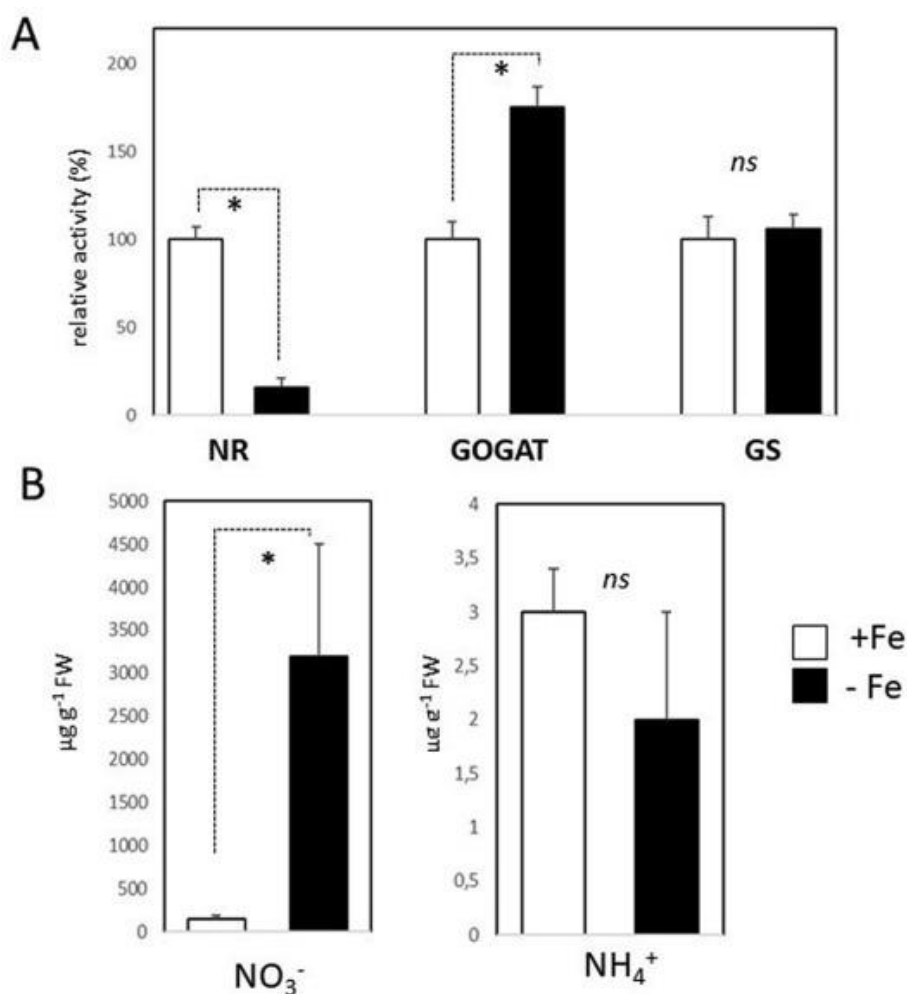 A
relative activity (%)
200
150
100
50
0
*
*
ns
NR GOGAT GS
B
µg g⁻¹ FW
5000
4500
4000
3500
3000
2500
2000
1500
1000
500
0
*
NO₃⁻
ug g⁻¹ FW
4
3,5
3
2,5
2
1,5
1
0,5
0
ns
NH₄⁺
+Fe
- Fe